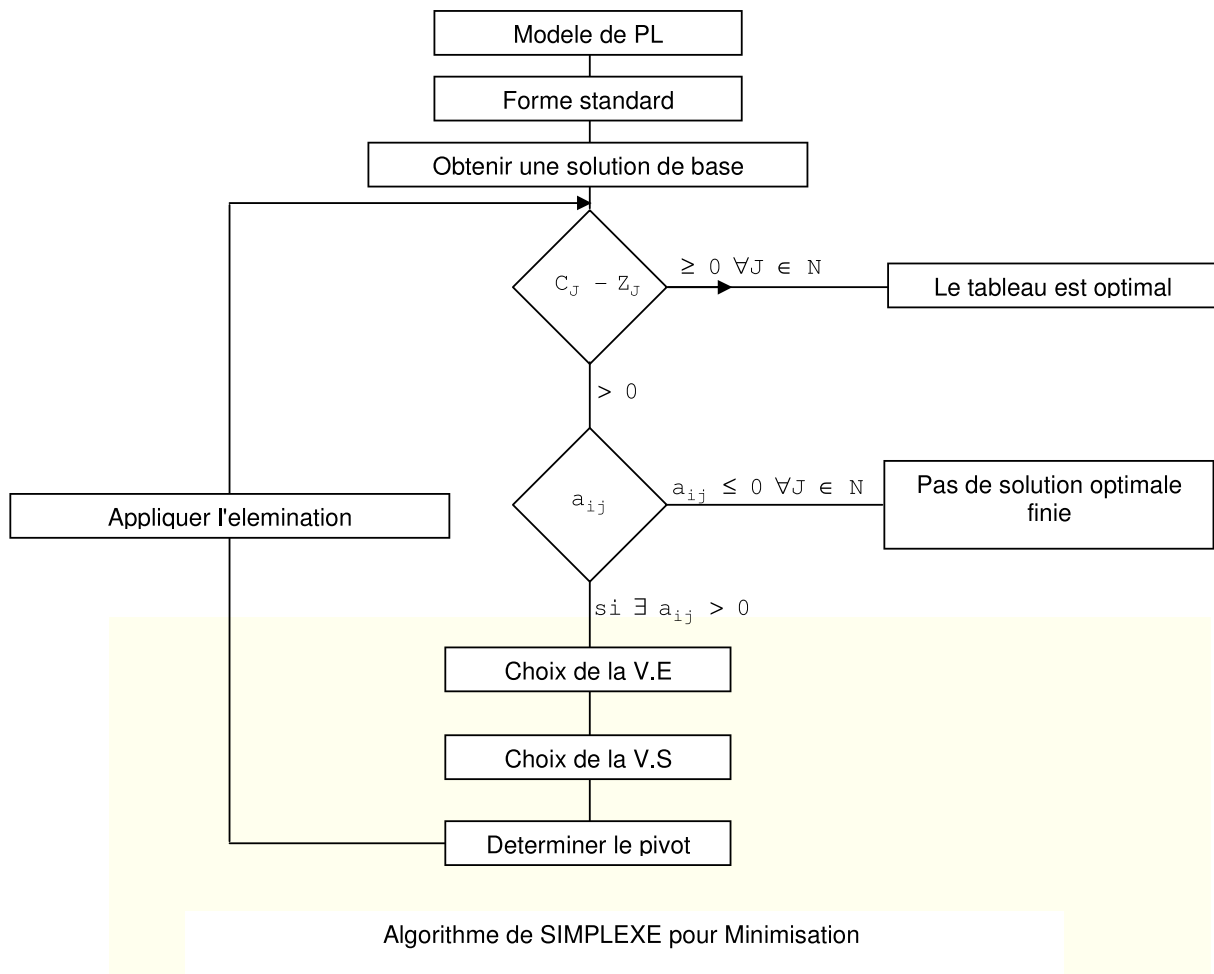 Modele de PL
Forme standard
Obtenir une solution de base
C_J - Z_J
≥ 0 ∀J ∈ N
Le tableau est optimal
> 0
a_ij
a_ij ≤ 0 ∀J ∈ N
Pas de solution optimale
finie
Appliquer l'elemination
si ∃ a_ij > 0
Choix de la V.E
Choix de la V.S
Determiner le pivot
Algorithme de SIMPLEXE pour Minimisation